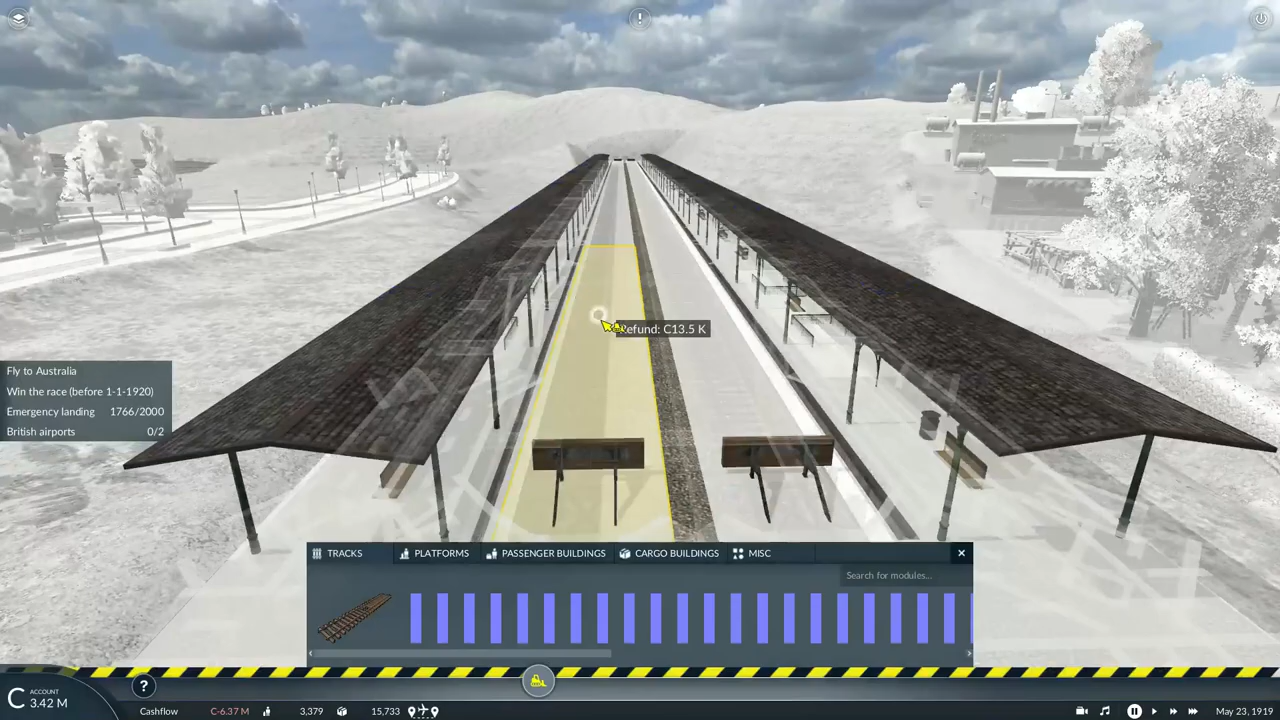 Refund: C13.5 K
Fly to Australia
Win the race (before 1-1-1920)
Emergency landing 1766/2000
British airports 0/2
TRACKS PLATFORMS PASSENGER BUILDINGS CARGO BUILDINGS MISC
Search for modules...
?
C ACCOUNT
3.42 M
Cashflow C-6.37 M 3,379 15,733 May 23, 1919